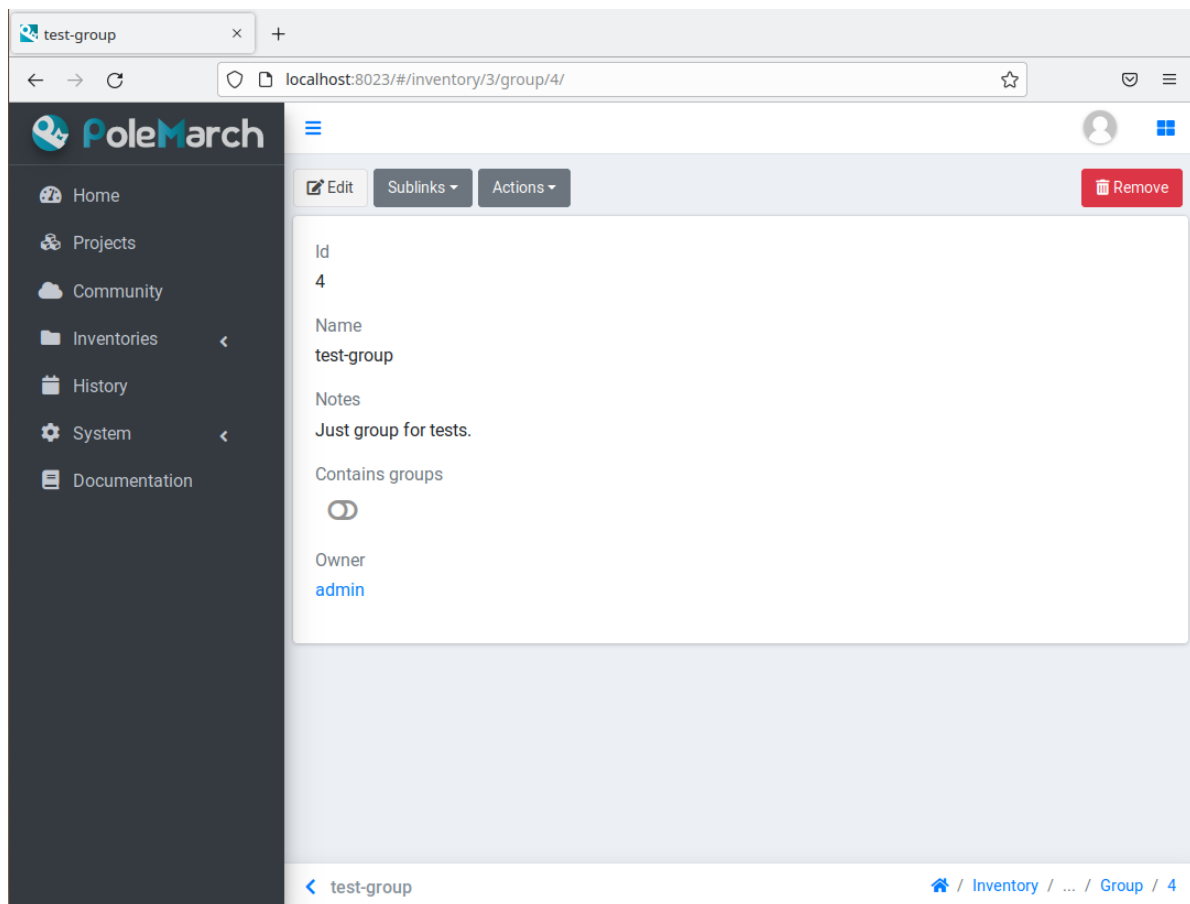 test-group
localhost:8023/#/inventory/3/group/4/
PoleMarch
Home
Projects
Community
Inventories
History
System
Documentation
Edit Sublinks Actions Remove
Id
4
Name
test-group
Notes
Just group for tests.
Contains groups
Owner
admin
test-group / Inventory / ... / Group / 4